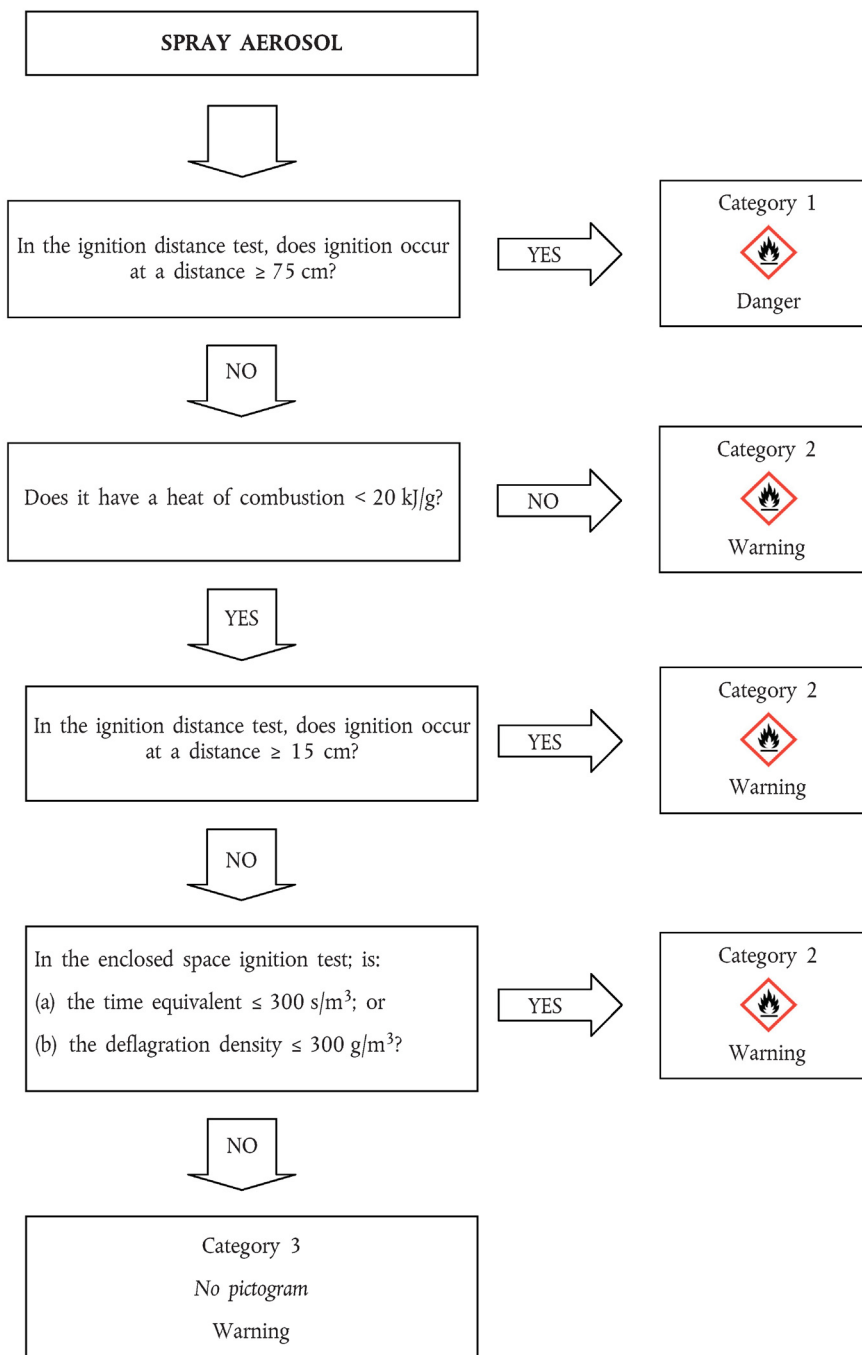 SPRAY AEROSOL
In the ignition distance test, does ignition occur
at a distance ≥ 75 cm?
YES
Category 1
Danger
NO
Does it have a heat of combustion < 20 kJ/g?
NO
Category 2
Warning
YES
In the ignition distance test, does ignition occur
at a distance ≥ 15 cm?
YES
Category 2
Warning
NO
In the enclosed space ignition test; is:
(a) the time equivalent ≤ 300 s/m³; or
(b) the deflagration density ≤ 300 g/m³?
YES
Category 2
Warning
NO
Category 3
No pictogram
Warning